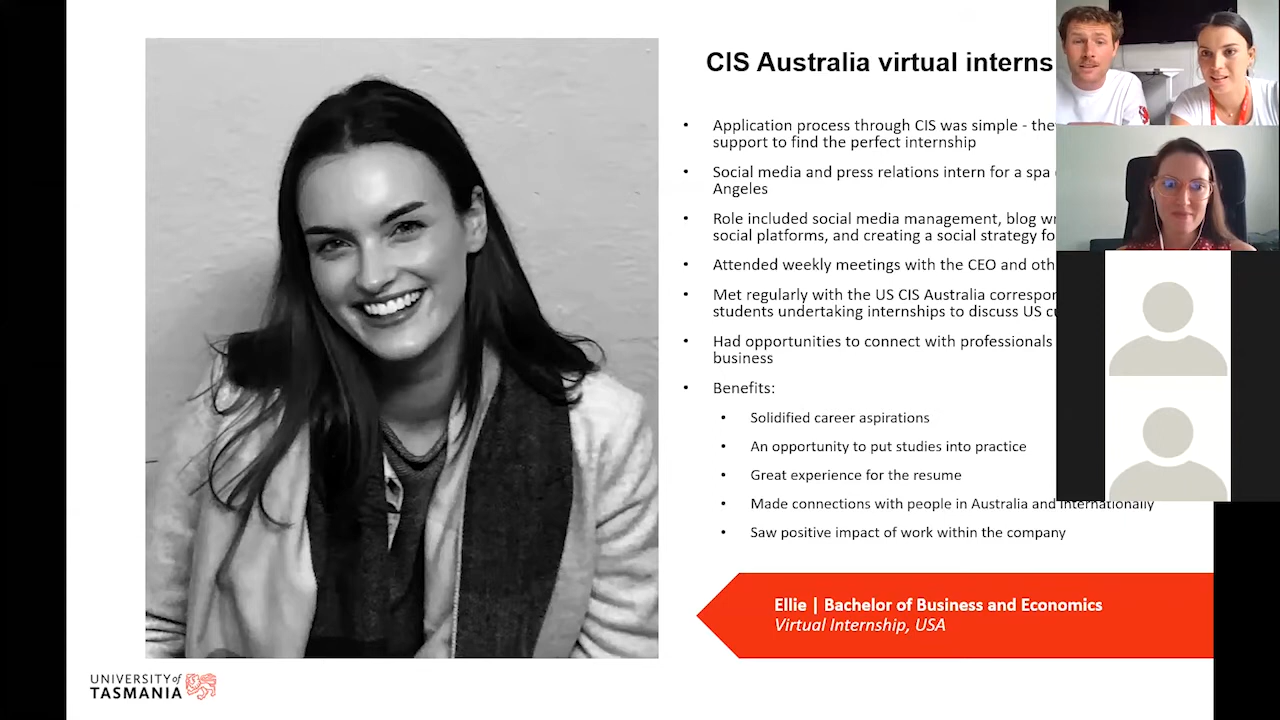 CIS Australia virtual interns
Application process through CIS was simple - the
support to find the perfect internship
Social media and press relations intern for a spa
Angeles
Role included social media management, blog
social platforms, and creating a social strategy
Attended weekly meetings with the CEO and
Met regularly with the US CIS Australia
students undertaking internships to discuss US
Had opportunities to connect with professionals
business
Benefits:
Solidified career aspirations
An opportunity to put studies into practice
Great experience for the resume
Made connections with people in Australia and internationally
Saw positive impact of work within the company
Ellie | Bachelor of Business and Economics
Virtual Internship, USA
UNIVERSITY of
TASMANIA